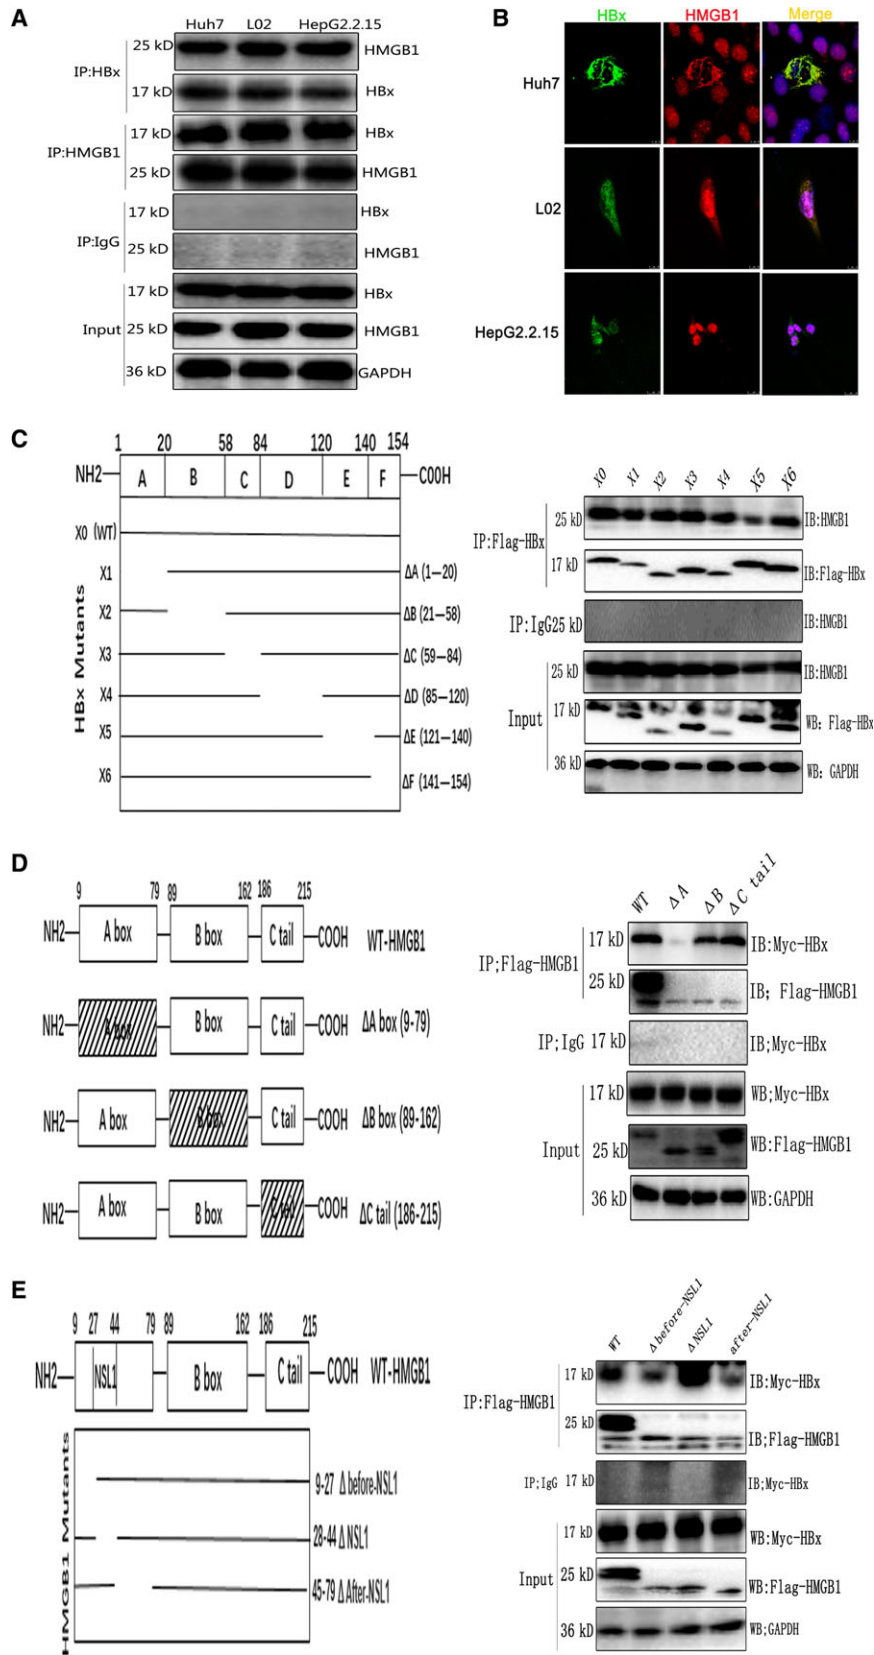 A
Huh7 L02 HepG2.2.15
IP:HBx
25 kD HMGB1
17 kD HBx
IP:HMGB1
17 kD HBx
25 kD HMGB1
IP:IgG
17 kD HBx
25 kD HMGB1
Input
17 kD HBx
25 kD HMGB1
36 kD GAPDH
B
HBx HMGB1 Merge
Huh7
L02
HepG2.2.15
C
1 20 58 84 120 140 154
NH2 A B C D E F COOH
HBx Mutants
X0 (WT)
X1 ΔA (1—20)
X2 ΔB (21—58)
X3 ΔC (59—84)
X4 ΔD (85—120)
X5 ΔE (121—140)
X6 ΔF (141—154)
X0 X1 X2 X3 X4 X5 X6
IP:Flag-HBx
25 kD IB:HMGB1
17 kD IB:Flag-HBx
IP:IgG25 kD IB:HMGB1
Input
25 kD IB:HMGB1
17 kD WB: Flag-HBx
36 kD WB: GAPDH
D
9 79 89 162 186 215
NH2 A box B box C tail COOH WT-HMGB1
NH2 A box B box C tail COOH ΔA box (9-79)
NH2 A box B box C tail COOH ΔB box (89-162)
NH2 A box B box C tail COOH ΔC tail (186-215)
WT ΔA ΔB ΔC tail
IP;Flag-HMGB1
17 kD IB:Myc-HBx
25 kD IB; Flag-HMGB1
IP;IgG 17 kD IB;Myc-HBx
Input
17 kD WB;Myc-HBx
25 kD WB:Flag-HMGB1
36 kD WB:GAPDH
E
9 27 44 79 89 162 186 215
NH2 NSL1 B box C tail COOH WT-HMGB1
HMGB1 Mutants
9-27 Δ before-NSL1
28-44 Δ NSL1
45-79 Δ After-NSL1
WT Δ before-NSL1 Δ NSL1 after-NSL1
IP:Flag-HMGB1
17 kD IB:Myc-HBx
25 kD IB;Flag-HMGB1
IP;IgG 17 kD IB;Myc-HBx
Input
17 kD WB:Myc-HBx
25 kD WB:Flag-HMGB1
36 kD WB;GAPDH